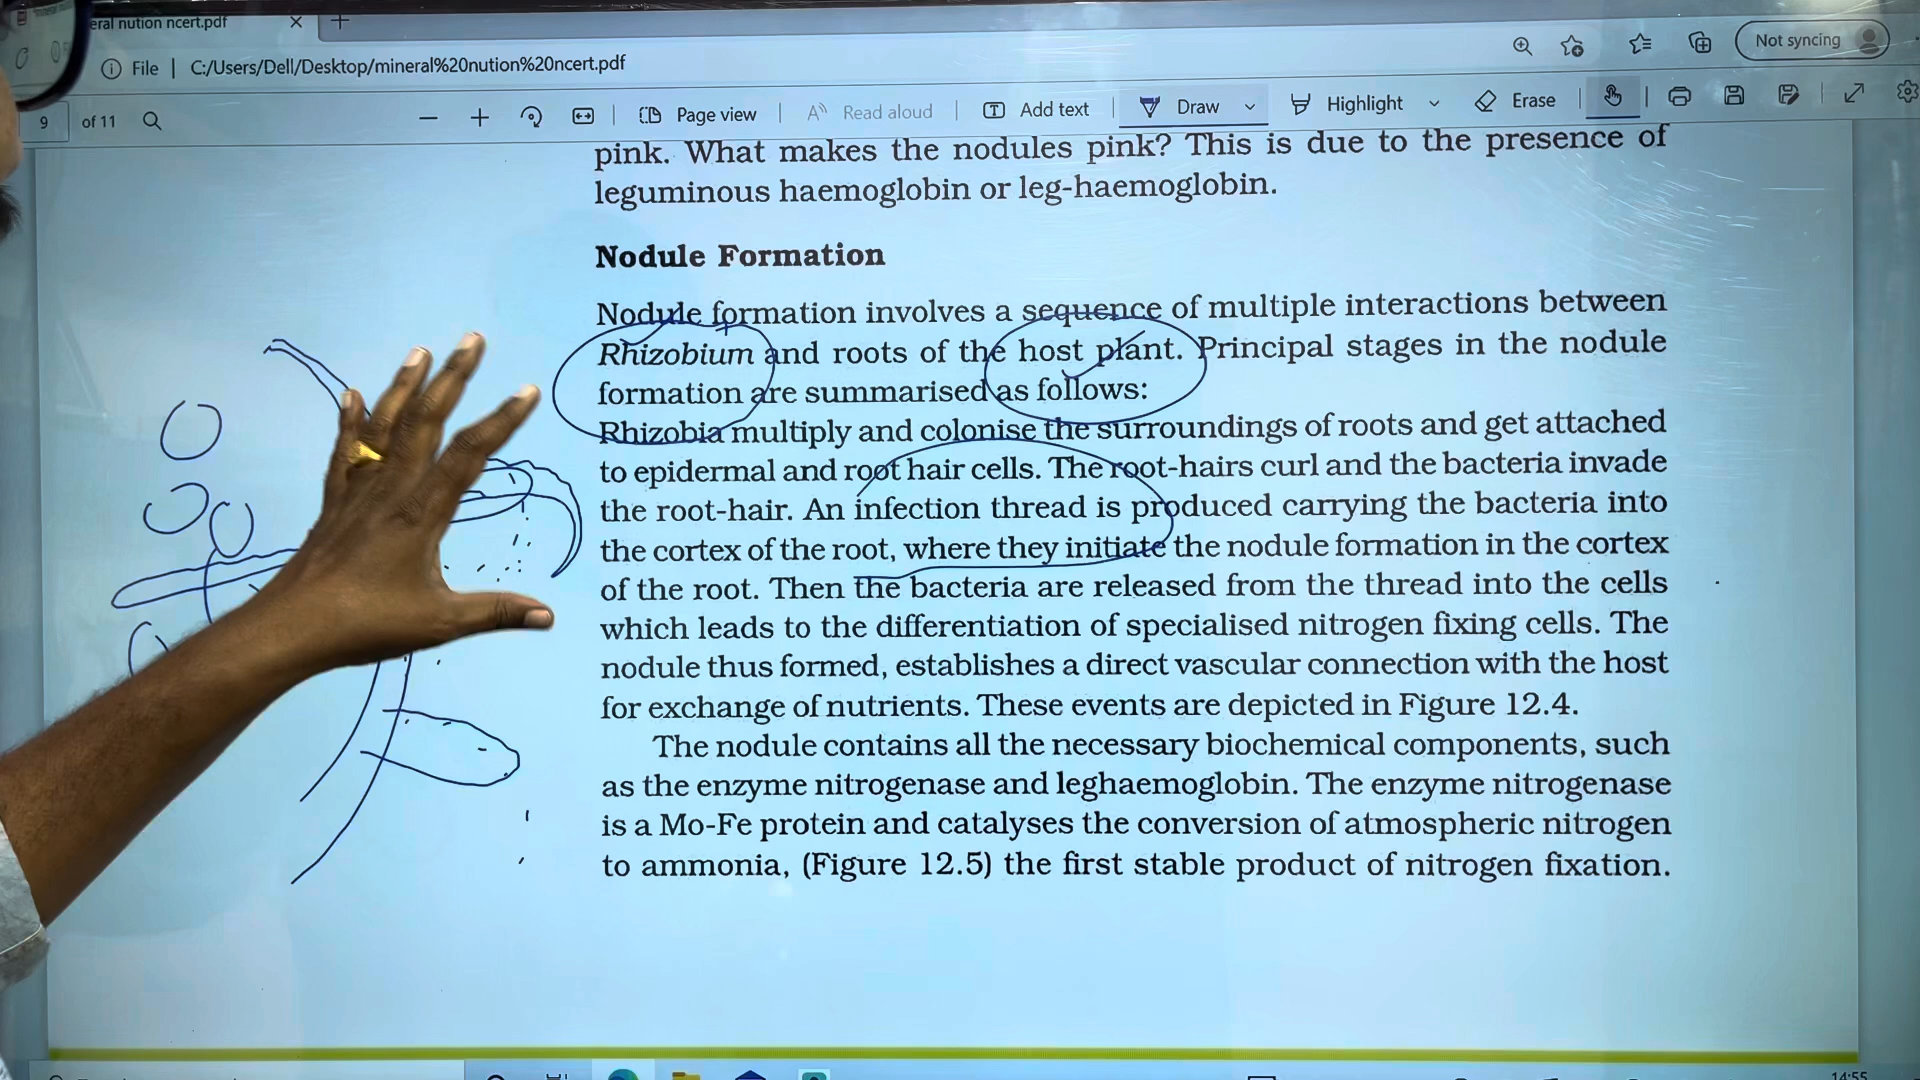 eral nution ncert.pdf
File | C:/Users/Dell/Desktop/mineral%20nution%20ncert.pdf
Not syncing
9 of 11
Page view
Read aloud
Add text
Draw
Highlight
Erase
pink. What makes the nodules pink? This is due to the presence of
leguminous haemoglobin or leg-haemoglobin.
Nodule Formation
Nodule formation involves a sequence of multiple interactions between
Rhizobium and roots of the host plant. Principal stages in the nodule
formation are summarised as follows:
Rhizobia multiply and colonise the surroundings of roots and get attached
to epidermal and root hair cells. The root-hairs curl and the bacteria invade
the root-hair. An infection thread is produced carrying the bacteria into
the cortex of the root, where they initiate the nodule formation in the cortex
of the root. Then the bacteria are released from the thread into the cells
which leads to the differentiation of specialised nitrogen fixing cells. The
nodule thus formed, establishes a direct vascular connection with the host
for exchange of nutrients. These events are depicted in Figure 12.4.
The nodule contains all the necessary biochemical components, such
as the enzyme nitrogenase and leghaemoglobin. The enzyme nitrogenase
is a Mo-Fe protein and catalyses the conversion of atmospheric nitrogen
to ammonia, (Figure 12.5) the first stable product of nitrogen fixation.
14:55